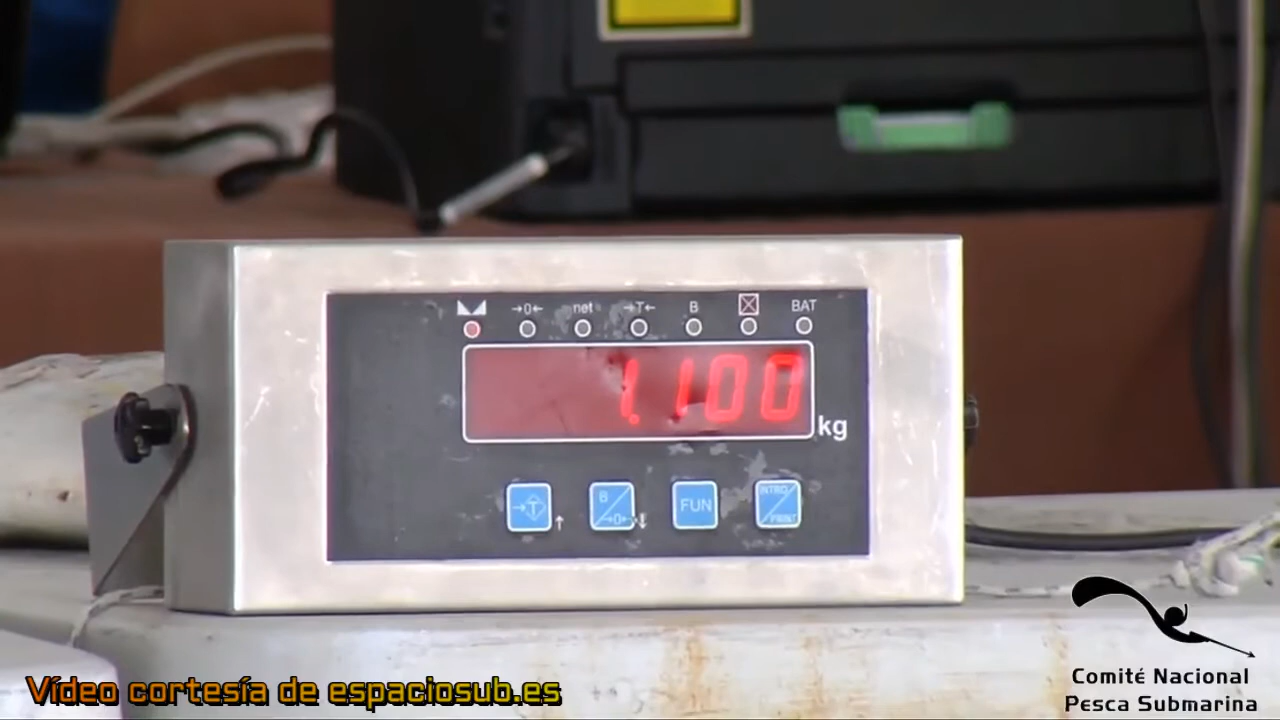 →0← net →T← B BAT
1.100
kg
→T← ↑ B →0← ↓ FUN INTRO PRINT
Comité Nacional
Pesca Submarina
Vídeo cortesía de espaciosub.es